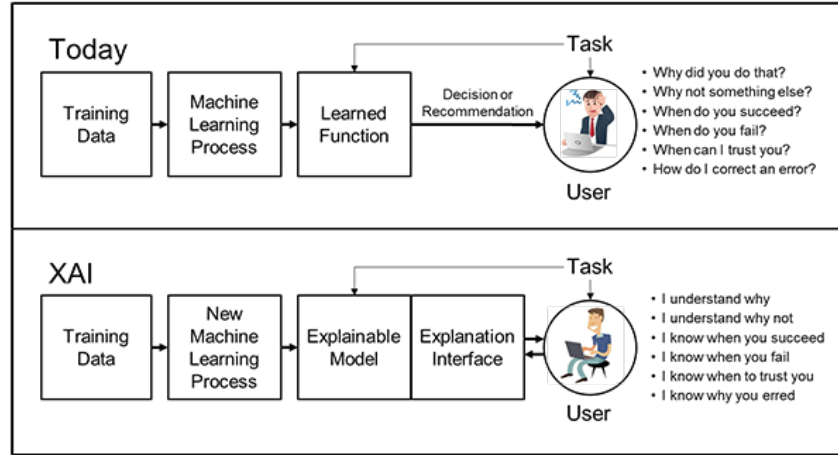 Today
Task
Training
Data
Machine
Learning
Process
Learned
Function
Decision or
Recommendation
User
• Why did you do that?
• Why not something else?
• When do you succeed?
• When do you fail?
• When can I trust you?
• How do I correct an error?
XAI
Task
Training
Data
New
Machine
Learning
Process
Explainable
Model
Explanation
Interface
User
• I understand why
• I understand why not
• I know when you succeed
• I know when you fail
• I know when to trust you
• I know why you erred